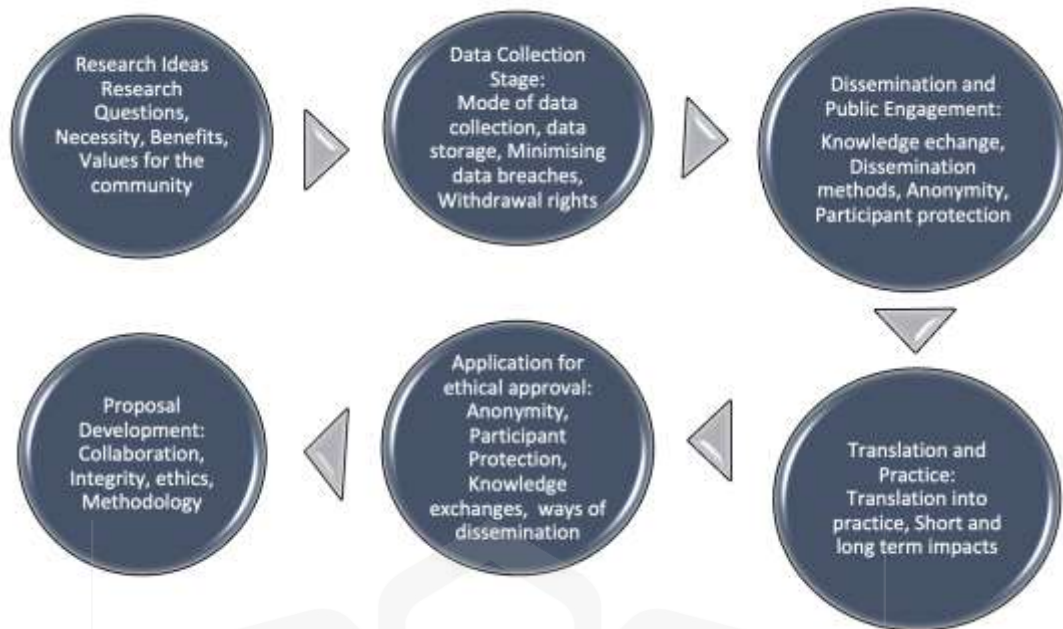 Research Ideas
Research
Questions,
Necessity, Benefits,
Values for the
community
Data Collection
Stage:
Mode of data
collection, data
storage, Minimising
data breaches,
Withdrawal rights
Dissemination and
Public Engagement:
Knowledge echange,
Dissemination
methods, Anonymity,
Participant protection
Translation and
Practice:
Translation into
practice, Short and
long term impacts
Application for
ethical approval:
Anonymity,
Participant
Protection,
Knowledge
exchanges, ways of
dissemination
Proposal
Development:
Collaboration,
Integrity, ethics,
Methodology